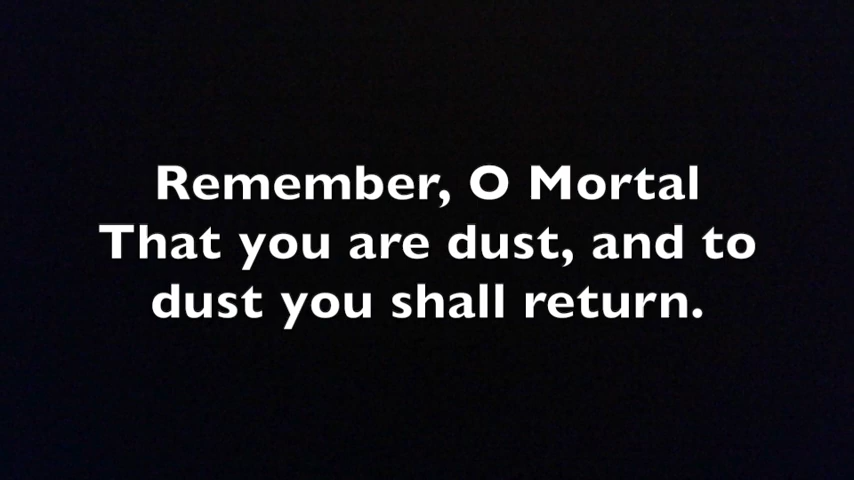 Remember, O Mortal
That you are dust, and to
dust you shall return.